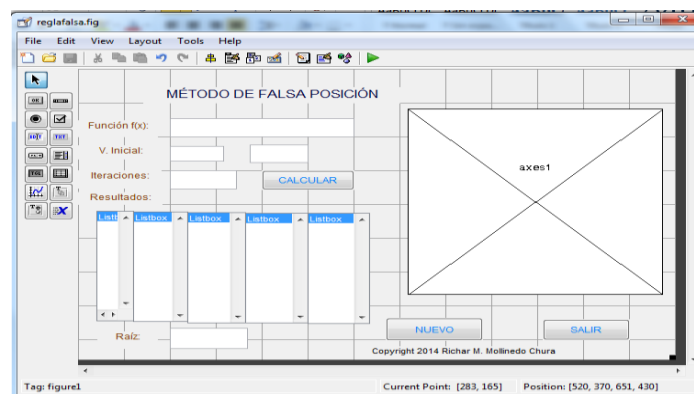 reglafalsa.fig
File Edit View Layout Tools Help
MÉTODO DE FALSA POSICIÓN
Función f(x):
V. Inicial:
Iteraciones:
CALCULAR
Resultados:
Listb Listbox Listbox Listbox Listbox
axes1
Raíz:
NUEVO SALIR
Copyright 2014 Richar M. Mollinedo Chura
Tag: figure1 Current Point: [283, 165] Position: [520, 370, 651, 430]